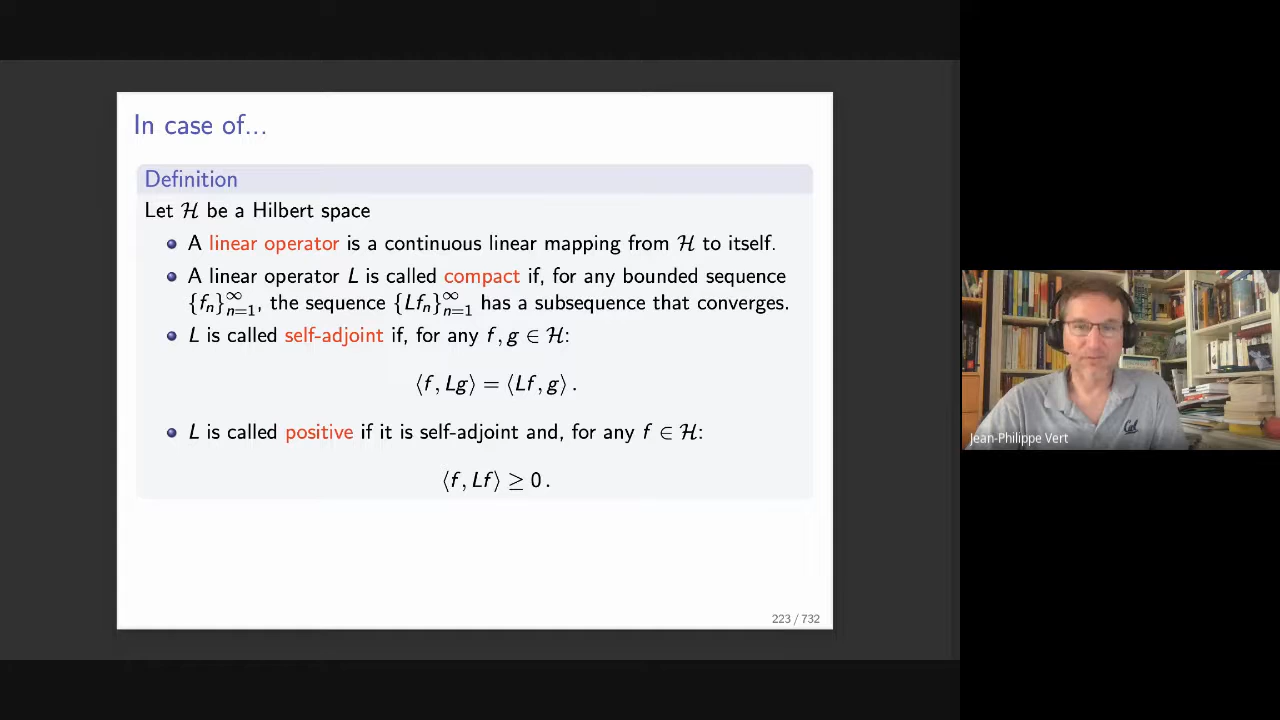 In case of...
Definition
Let ℋ be a Hilbert space
A linear operator is a continuous linear mapping from ℋ to itself.
A linear operator L is called compact if, for any bounded sequence
{fₙ}∞ₙ₌₁, the sequence {Lfₙ}∞ₙ₌₁ has a subsequence that converges.
L is called self-adjoint if, for any f, g ∈ ℋ:
⟨f, Lg⟩ = ⟨Lf, g⟩ .
L is called positive if it is self-adjoint and, for any f ∈ ℋ:
⟨f, Lf⟩ ≥ 0 .
223 / 732
Cal
Jean-Philippe Vert